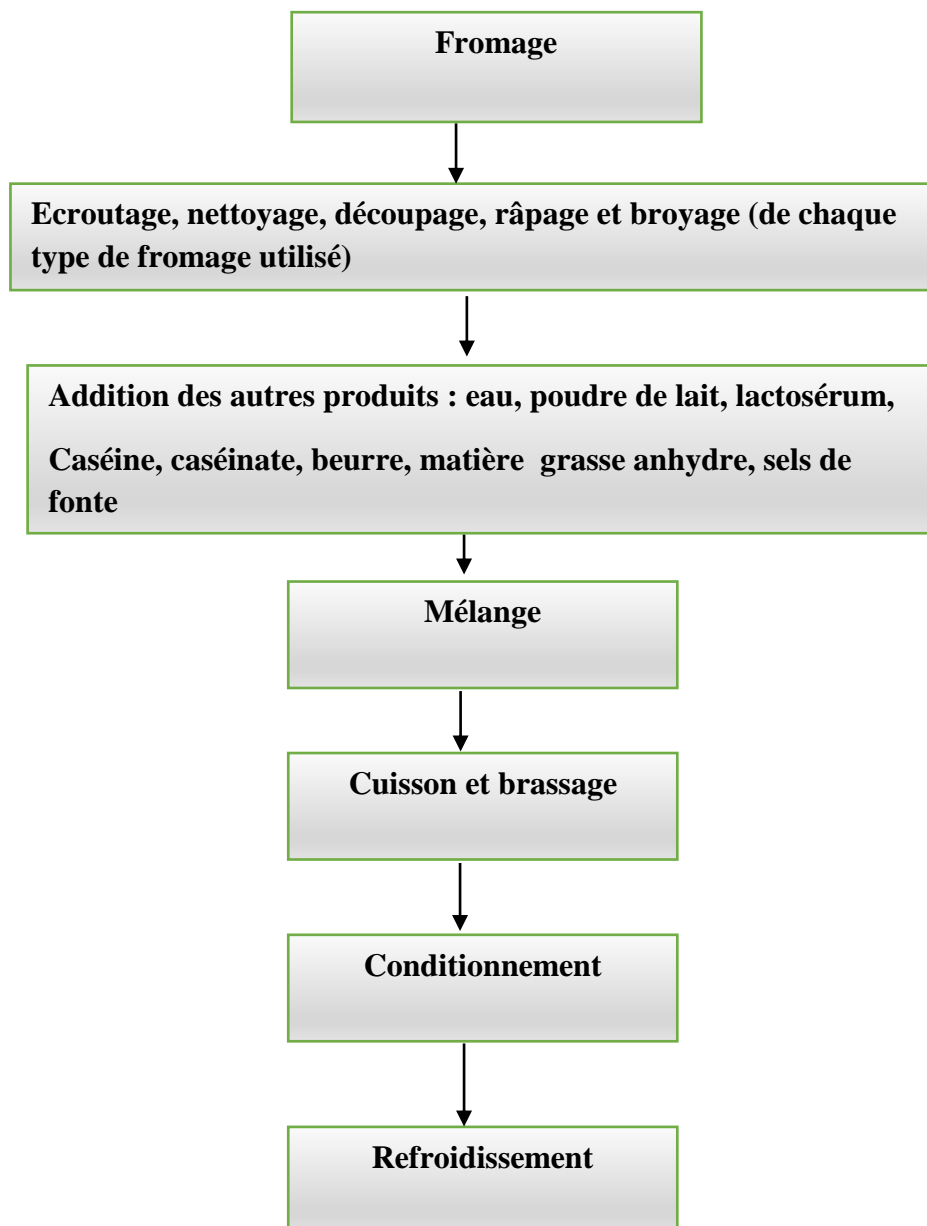 Fromage
Ecroutage, nettoyage, découpage, râpage et broyage (de chaque
type de fromage utilisé)
Addition des autres produits : eau, poudre de lait, lactosérum,
Caséine, caséinate, beurre, matière  grasse anhydre, sels de
fonte
Mélange
Cuisson et brassage
Conditionnement
Refroidissement